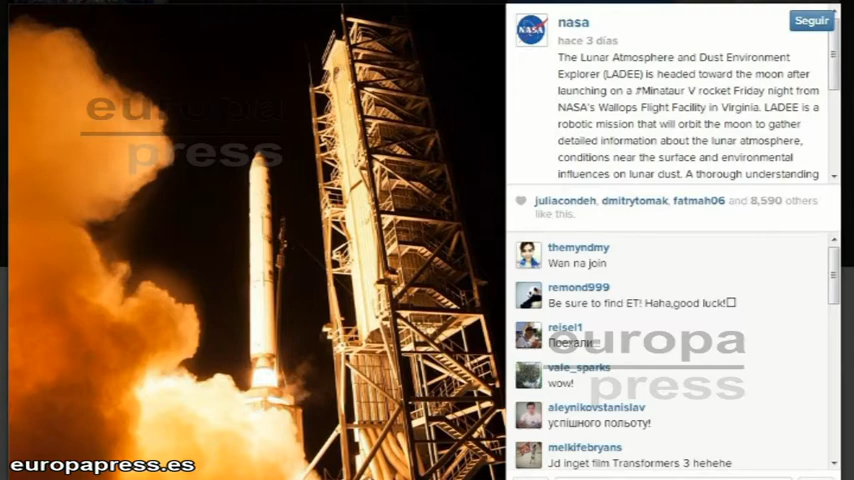 nasa
Seguir
hace 3 días
The Lunar Atmosphere and Dust Environment
Explorer (LADEE) is headed toward the moon after
launching on a #Minataur V rocket Friday night from
NASA's Wallops Flight Facility in Virginia. LADEE is a
robotic mission that will orbit the moon to gather
detailed information about the lunar atmosphere,
conditions near the surface and environmental
influences on lunar dust. A thorough understanding
juliacondeh, dmitrytomak, fatmah06 and 8,590 others
like this.
themyndmy
Wan na join
remond999
Be sure to find ET! Haha,good luck!
reisel1
Поехали...
vale_sparks
wow!
aleynikovstanislav
успішного польоту!
melkifebryans
Jd inget film Transformers 3 hehehe
NASA
europa
press
europa
press
europapress.es